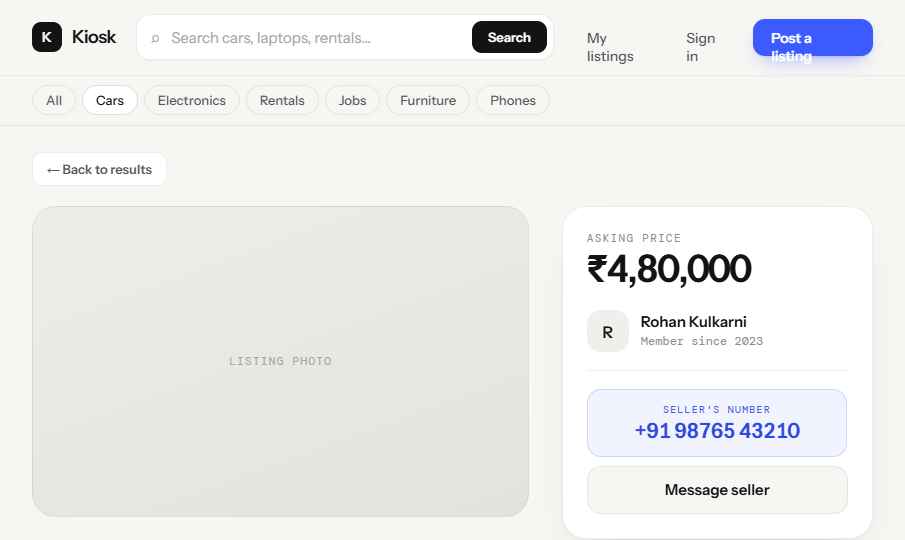 K Kiosk
Search cars, laptops, rentals...
Search
My
listings
Sign
in
Post a
listing
All
Cars
Electronics
Rentals
Jobs
Furniture
Phones
← Back to results
LISTING PHOTO
ASKING PRICE
₹4,80,000
R
Rohan Kulkarni
Member since 2023
SELLER'S NUMBER
+91 98765 43210
Message seller